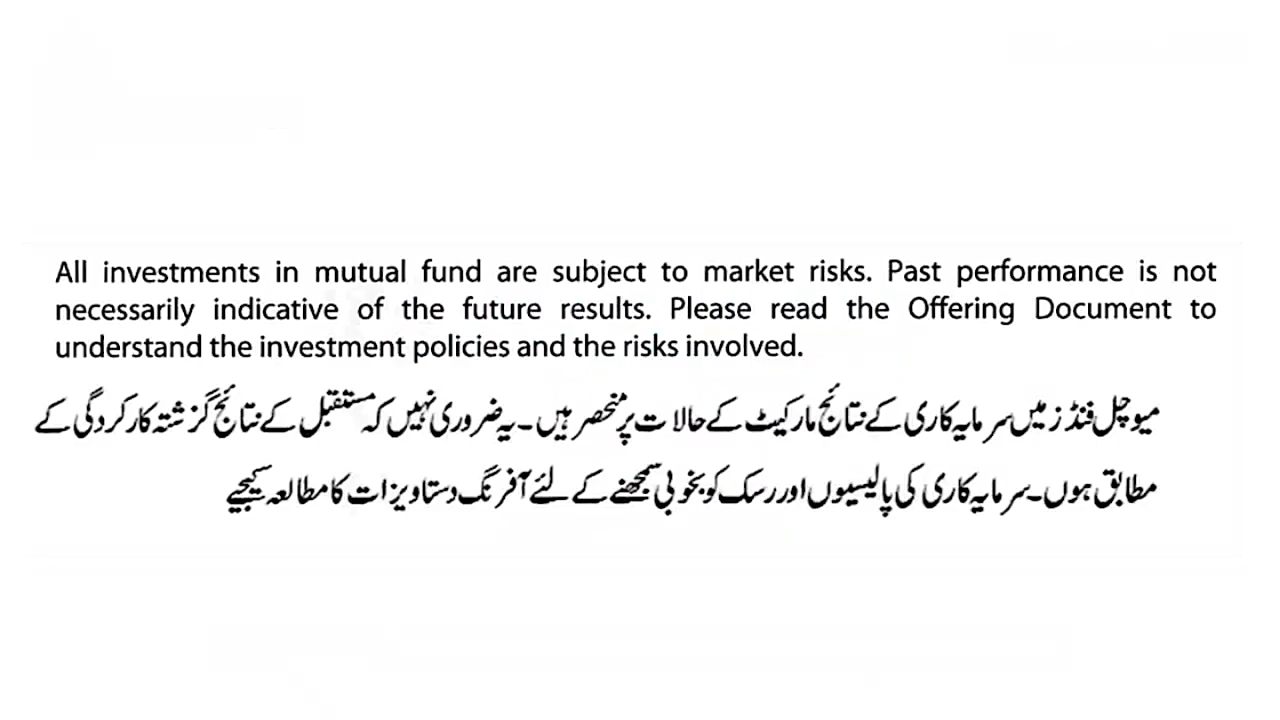 All investments in mutual fund are subject to market risks. Past performance is not
necessarily indicative of the future results. Please read the Offering Document to
understand the investment policies and the risks involved.
میوچل فنڈز میں سرمایہ کاری کے نتائج مارکیٹ کے حالات پر منحصر ہیں۔ یہ ضروری نہیں کہ مستقبل کے نتائج گزشتہ کارکردگی کے
مطابق ہوں۔ سرمایہ کاری کی پالیسیوں اور رسک کو بخوبی سمجھنے کے لئے آفرنگ دستاویزات کا مطالعہ کیجیے